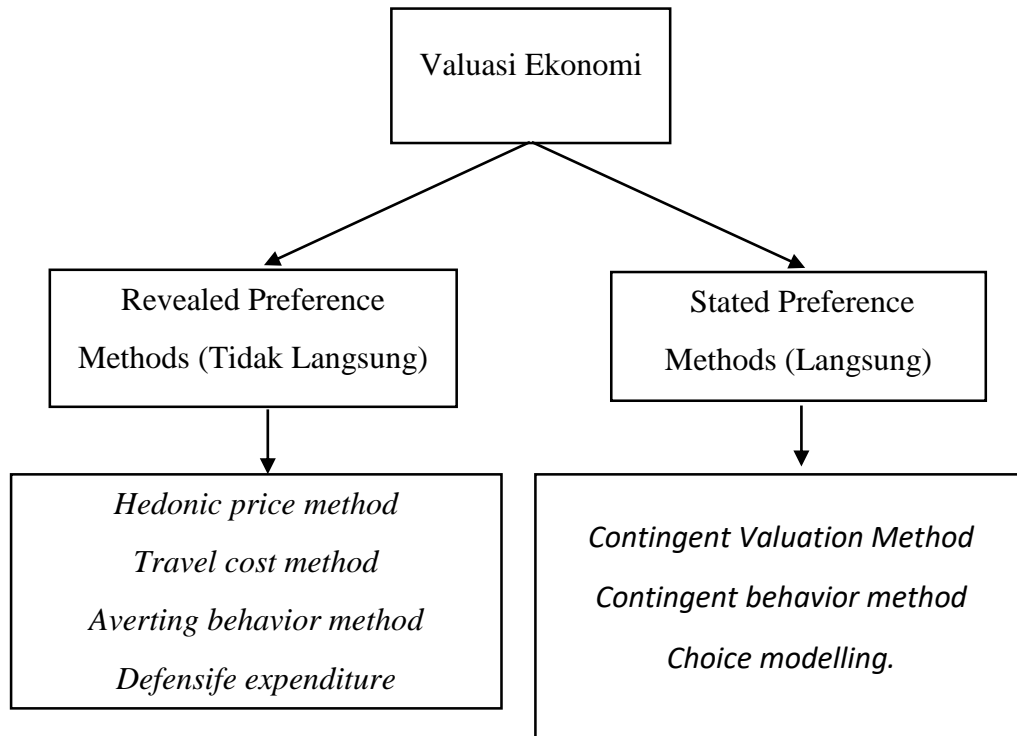 Valuasi Ekonomi
Revealed Preference
Methods (Tidak Langsung)
Stated Preference
Methods (Langsung)
Hedonic price method
Travel cost method
Averting behavior method
Defensife expenditure
Contingent Valuation Method
Contingent behavior method
Choice modelling.